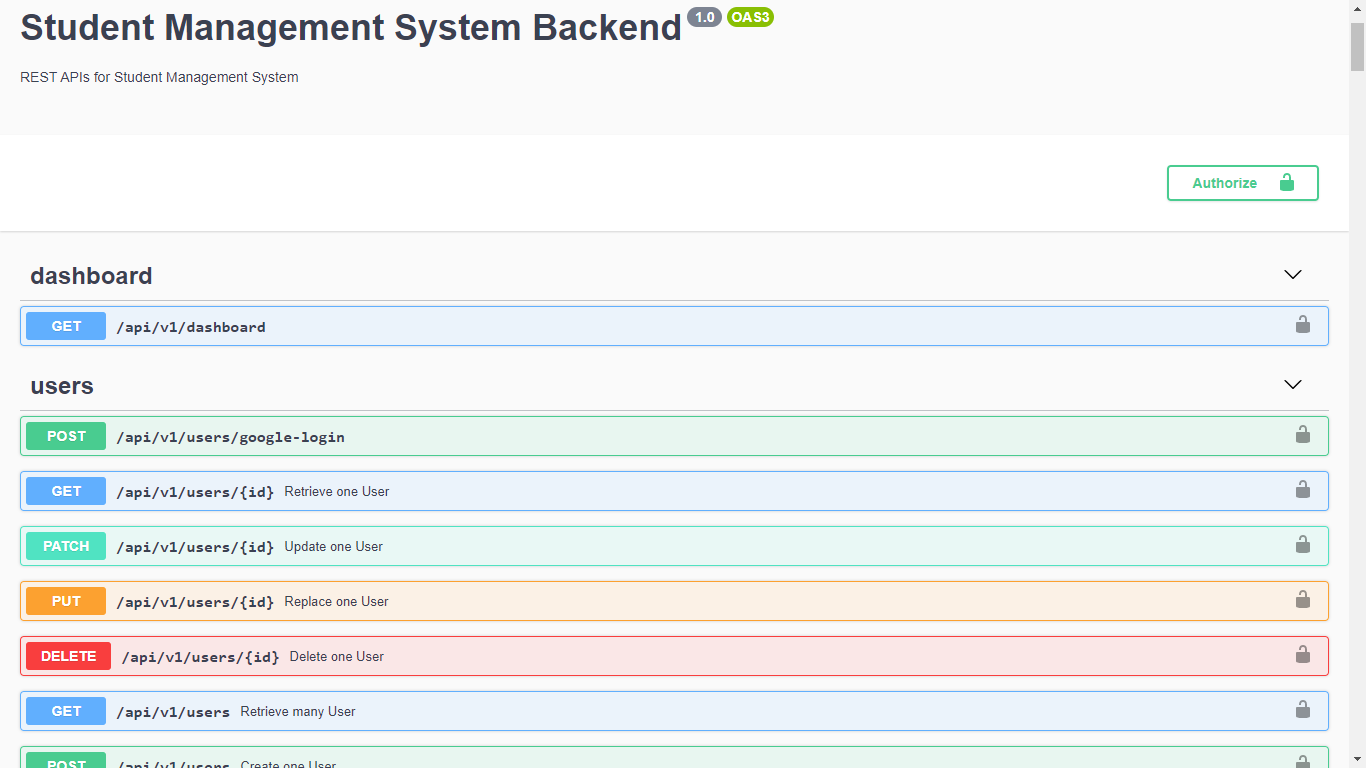 Student Management System Backend 1.0 OAS3
REST APIs for Student Management System
Authorize
dashboard
GET /api/v1/dashboard
users
POST /api/v1/users/google-login
GET /api/v1/users/{id} Retrieve one User
PATCH /api/v1/users/{id} Update one User
PUT /api/v1/users/{id} Replace one User
DELETE /api/v1/users/{id} Delete one User
GET /api/v1/users Retrieve many User
POST /api/v1/users Create one User